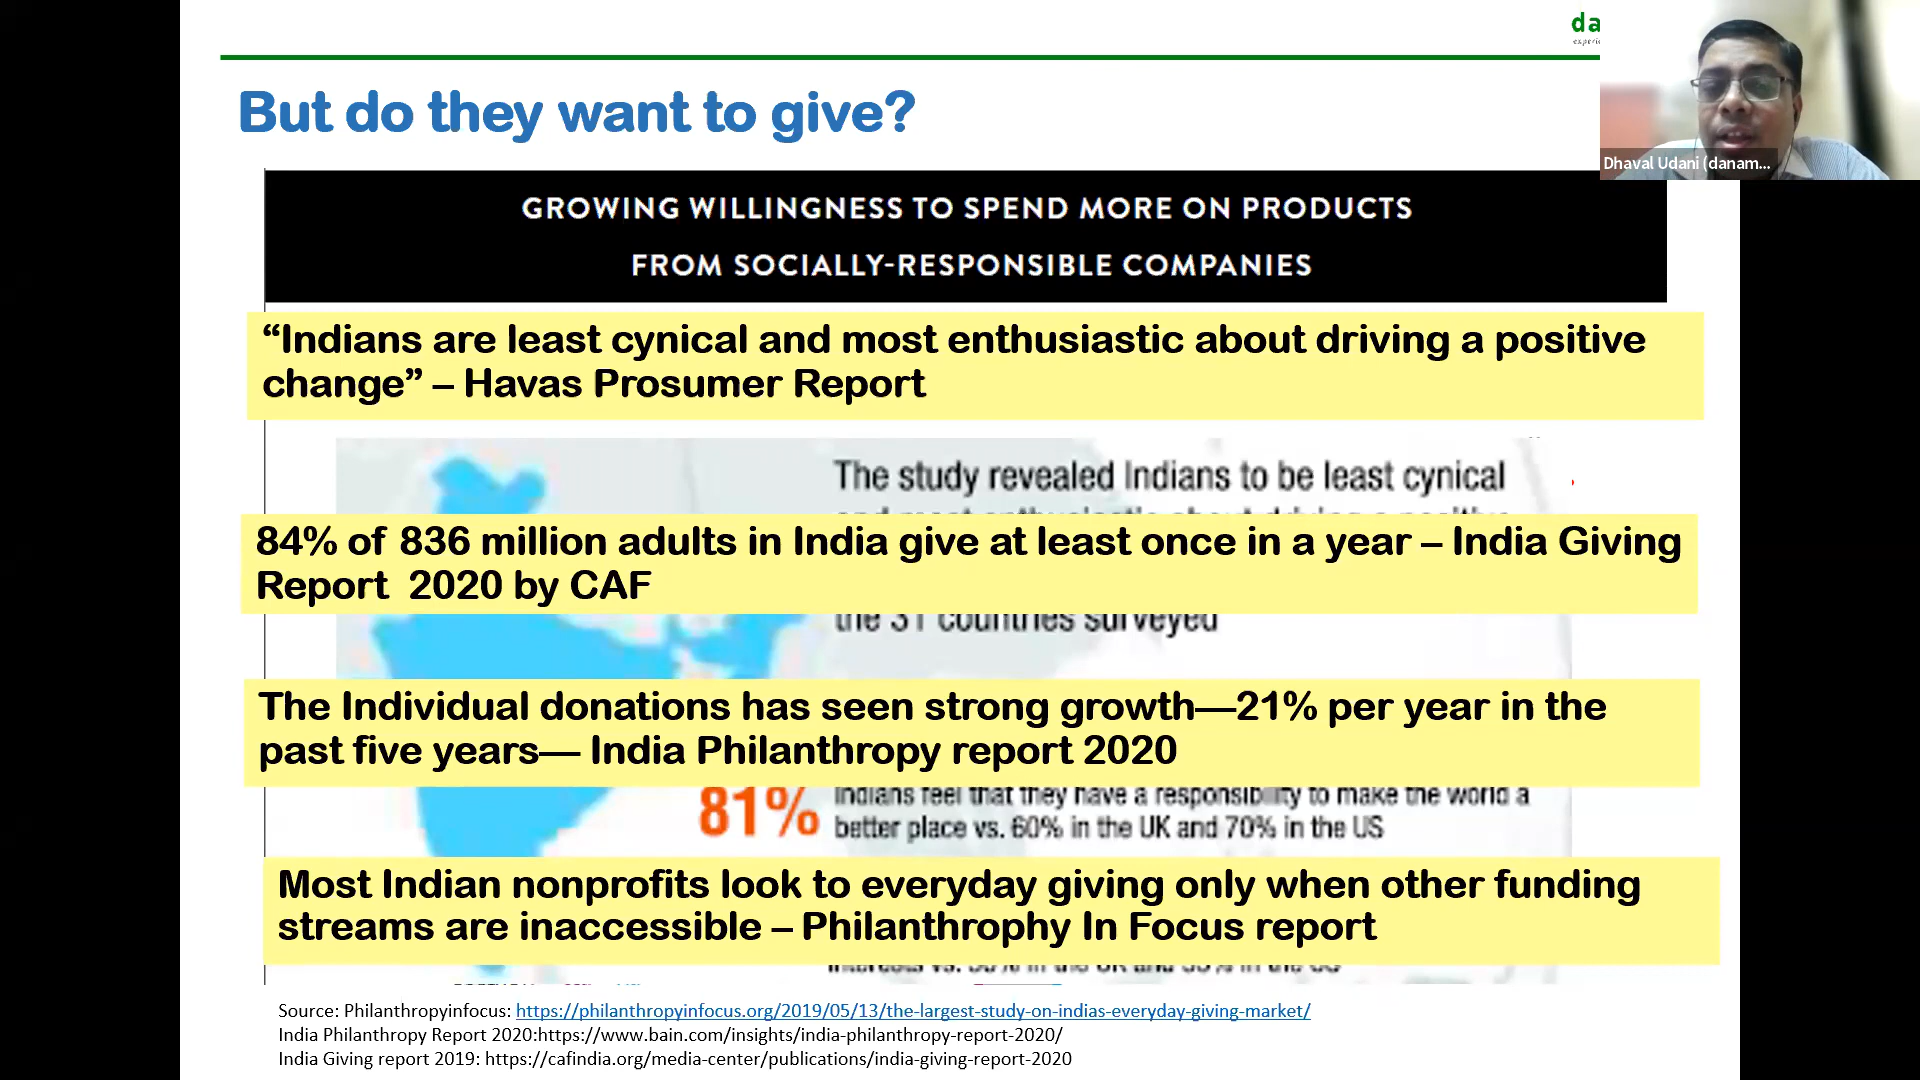 da
But do they want to give?
Dhaval Udani (danam...
GROWING WILLINGNESS TO SPEND MORE ON PRODUCTS
FROM SOCIALLY-RESPONSIBLE COMPANIES
“Indians are least cynical and most enthusiastic about driving a positive
change” – Havas Prosumer Report
The study revealed Indians to be least cynical
84% of 836 million adults in India give at least once in a year – India Giving
Report 2020 by CAF
the 31 countries surveyed
The Individual donations has seen strong growth—21% per year in the
past five years— India Philanthropy report 2020
81% Indians feel that they have a responsibility to make the world a
better place vs. 60% in the UK and 70% in the US
Most Indian nonprofits look to everyday giving only when other funding
streams are inaccessible – Philanthrophy In Focus report
Source: Philanthropyinfocus: https://philanthropyinfocus.org/2019/05/13/the-largest-study-on-indias-everyday-giving-market/
India Philanthropy Report 2020:https://www.bain.com/insights/india-philanthropy-report-2020/
India Giving report 2019: https://cafindia.org/media-center/publications/india-giving-report-2020